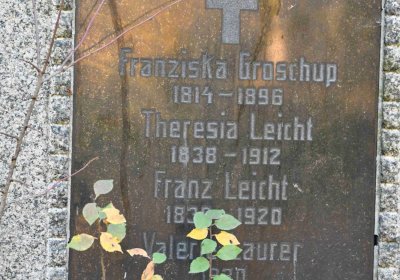 Franziska Groschup
1814 - 1896
Theresia Leicht
1838 - 1912
Franz Leicht
1920